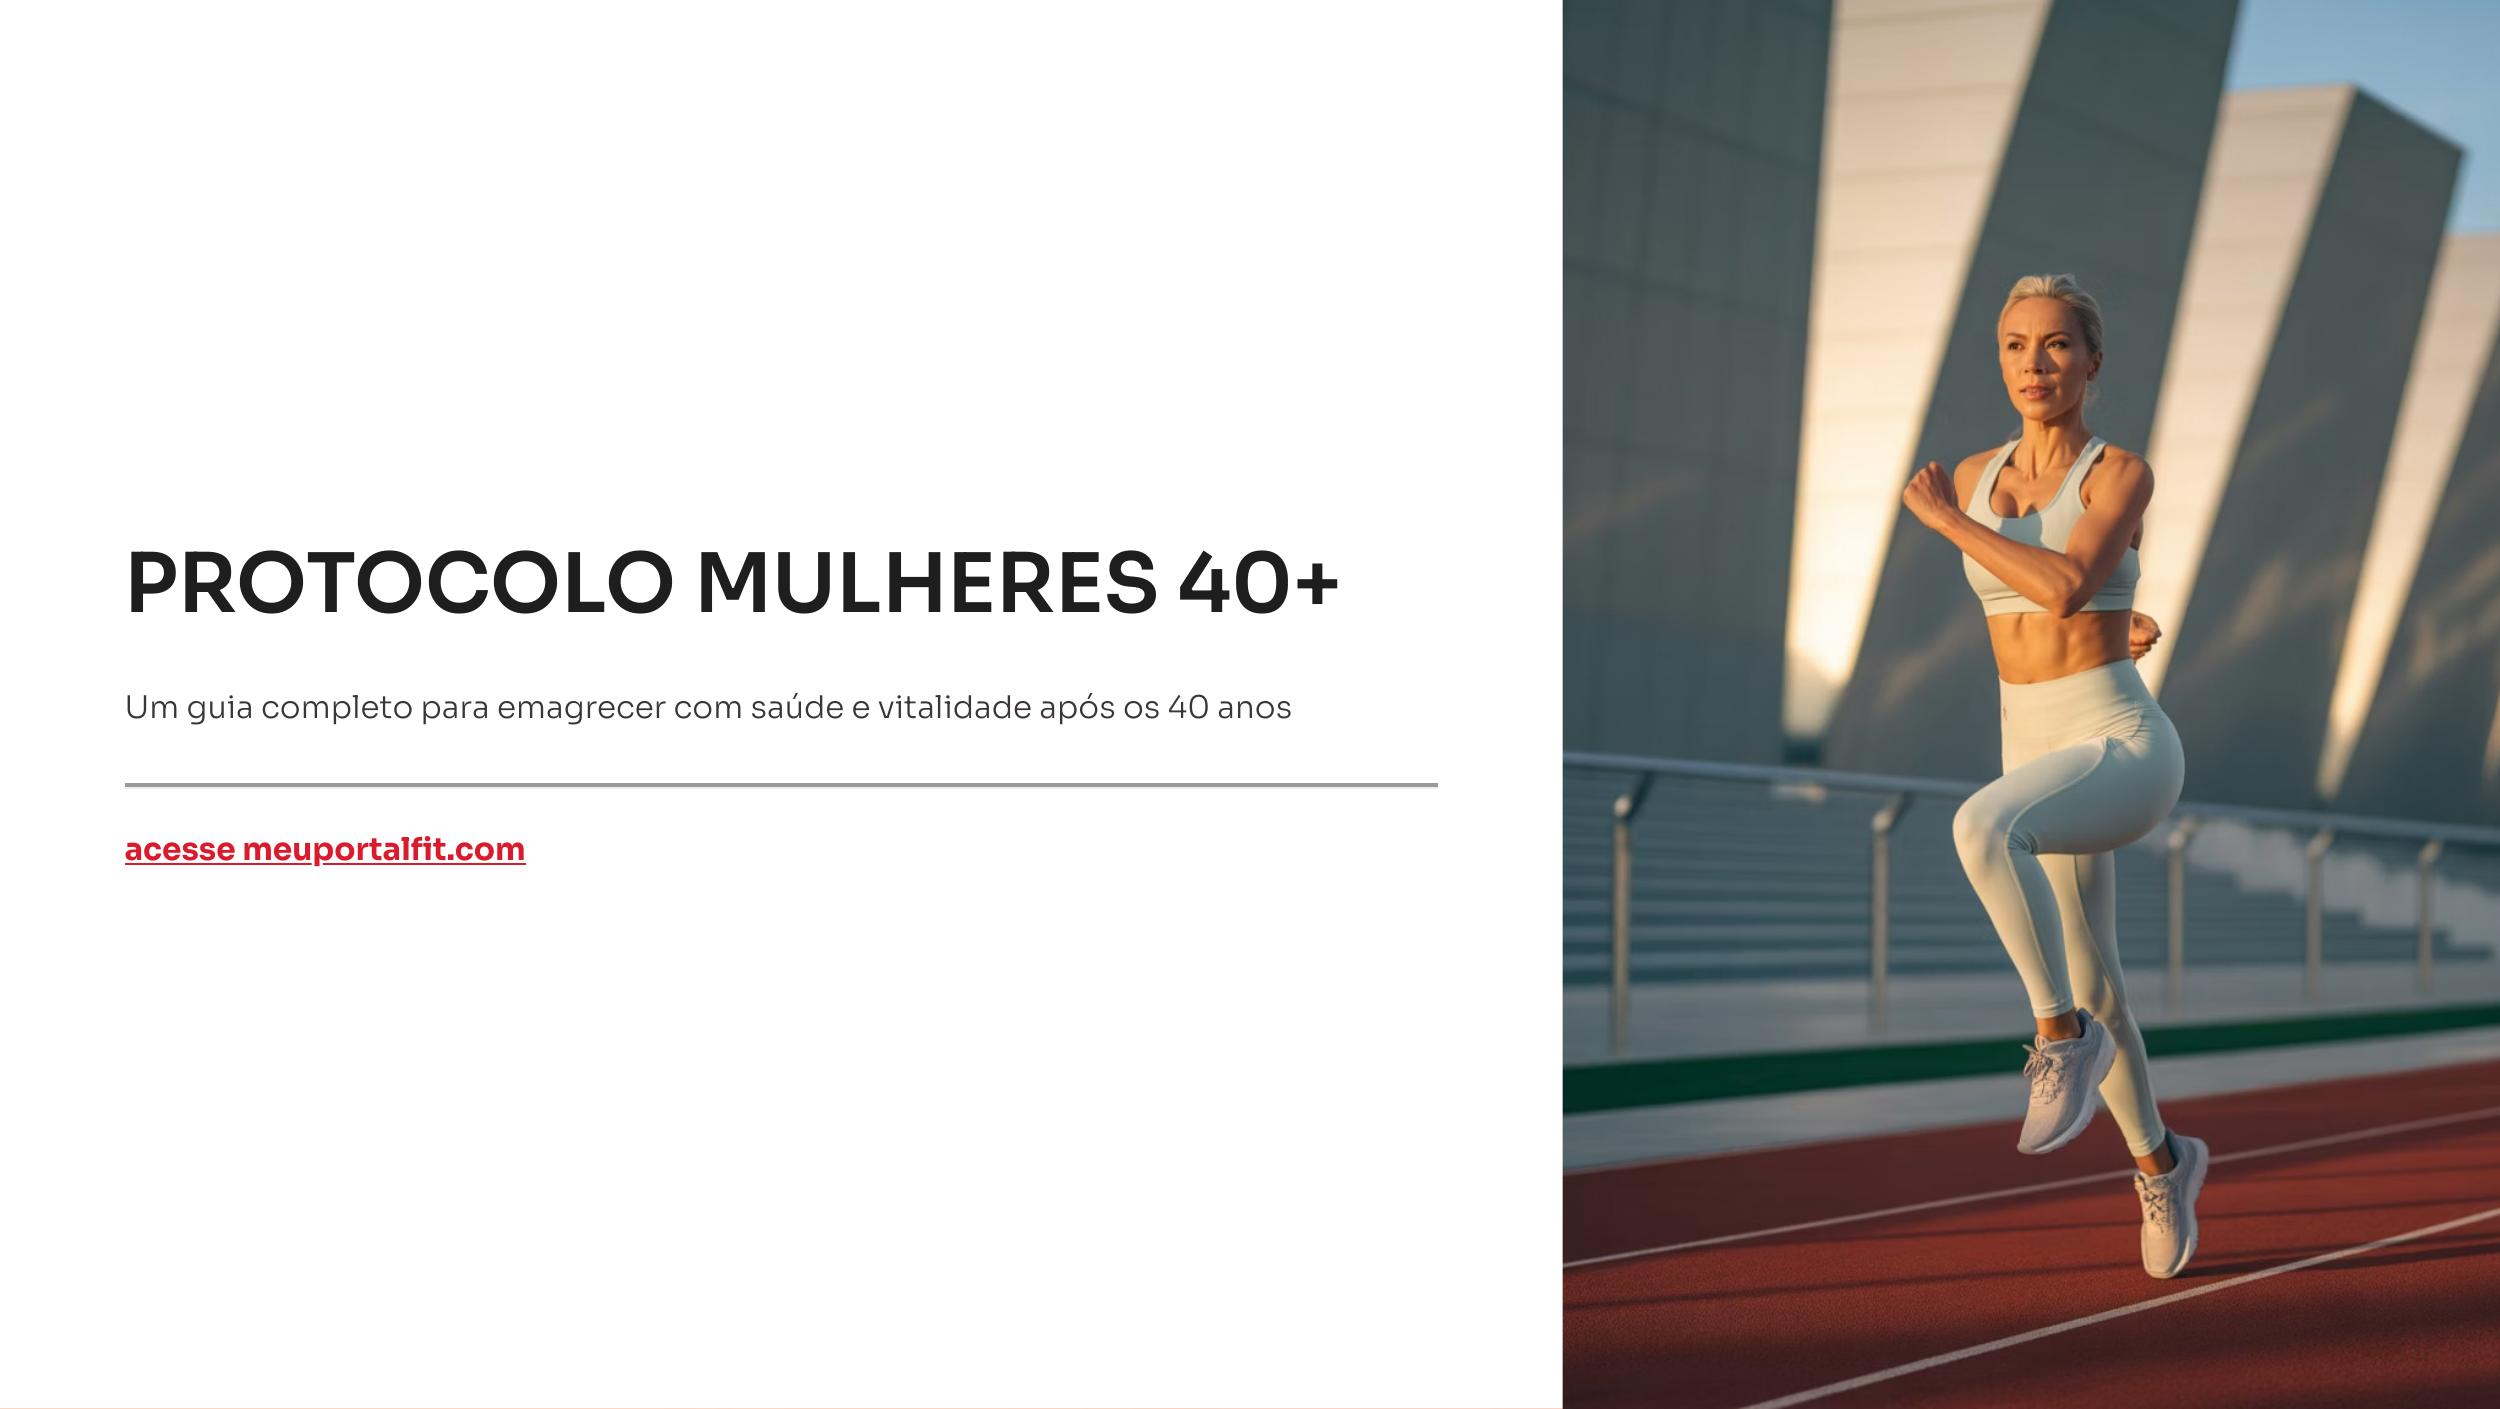 PROTOCOLO MULHERES 40+
Um guia completo para emagrecer com saúde e vitalidade após os 40 anos
acesse meuportalfit.com